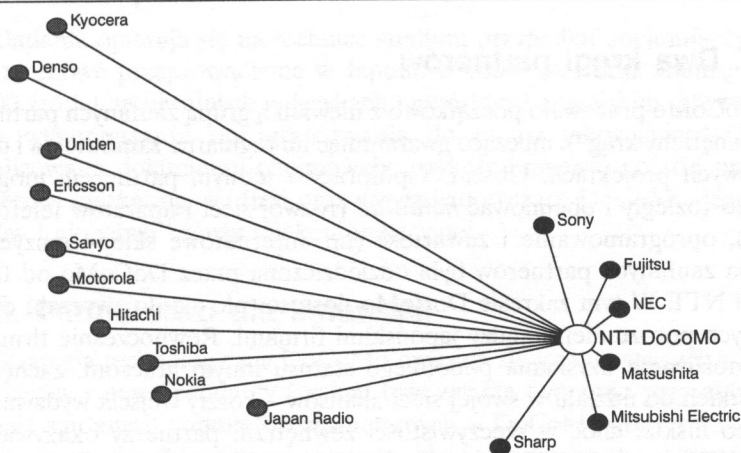 Kyocera
Denso
Uniden
Ericsson
Sanyo
Motorola
Hitachi
Toshiba
Nokia
Japan Radio
Sony
Fujitsu
NEC
NTT DoCoMo
Matsushita
Mitsubishi Electric
Sharp